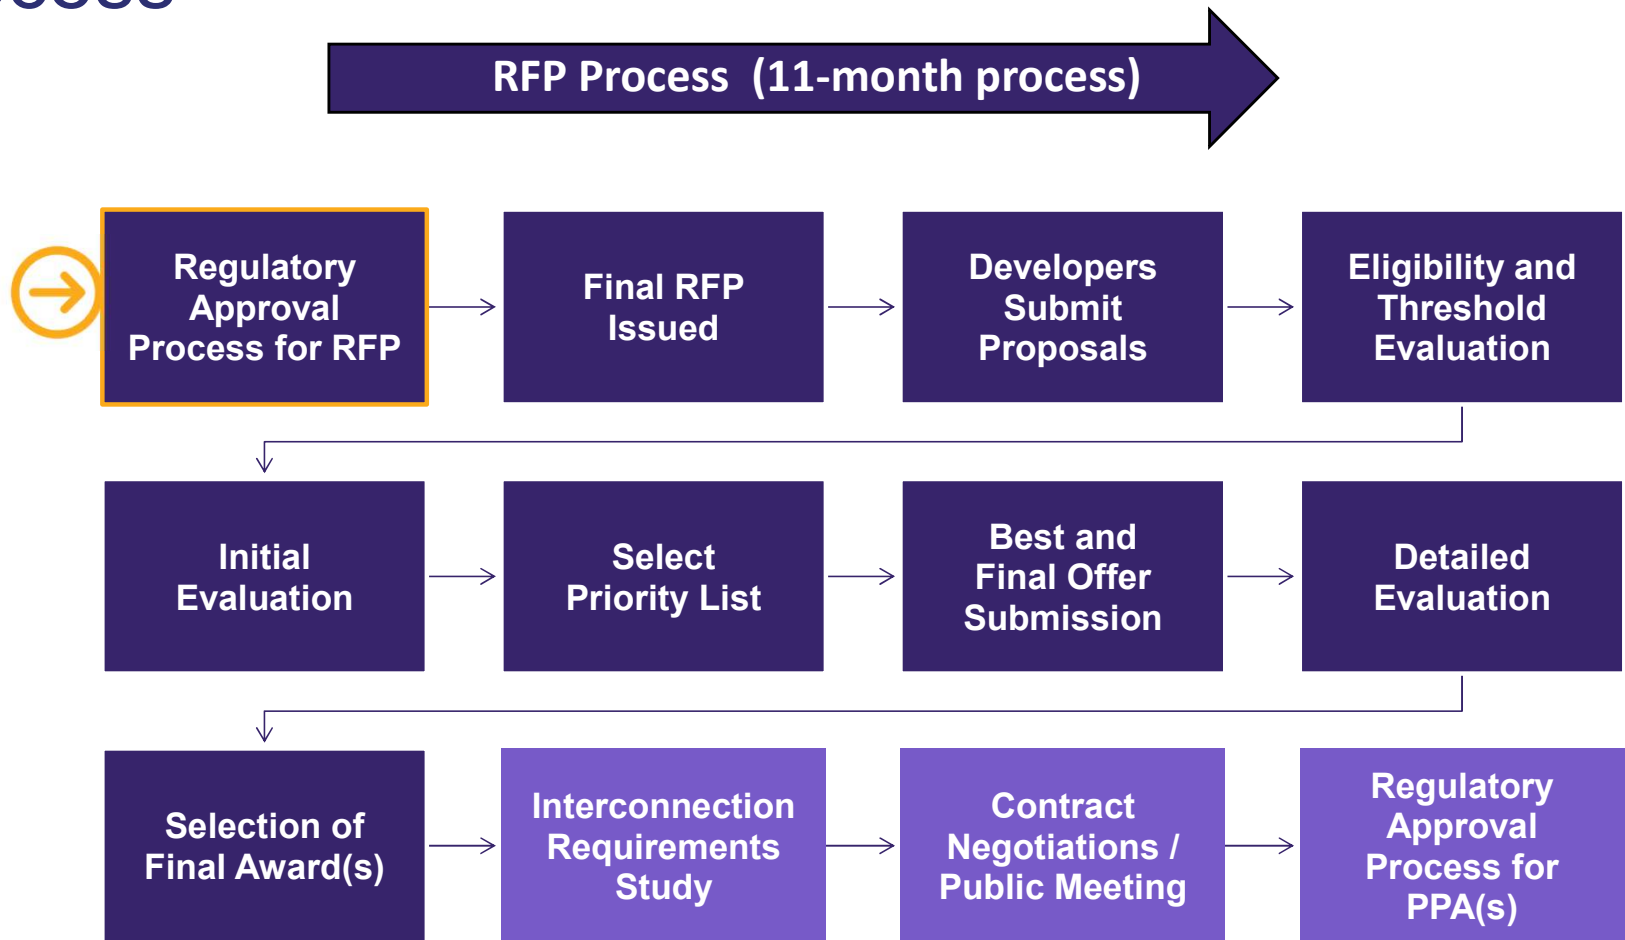 RFP Process (11-month process)
Regulatory
Approval
Process for RFP
Final RFP
Issued
Developers
Submit
Proposals
Eligibility and
Threshold
Evaluation
Initial
Evaluation
Select
Priority List
Best and
Final Offer
Submission
Detailed
Evaluation
Selection of
Final Award(s)
Interconnection
Requirements
Study
Contract
Negotiations /
Public Meeting
Regulatory
Approval
Process for
PPA(s)